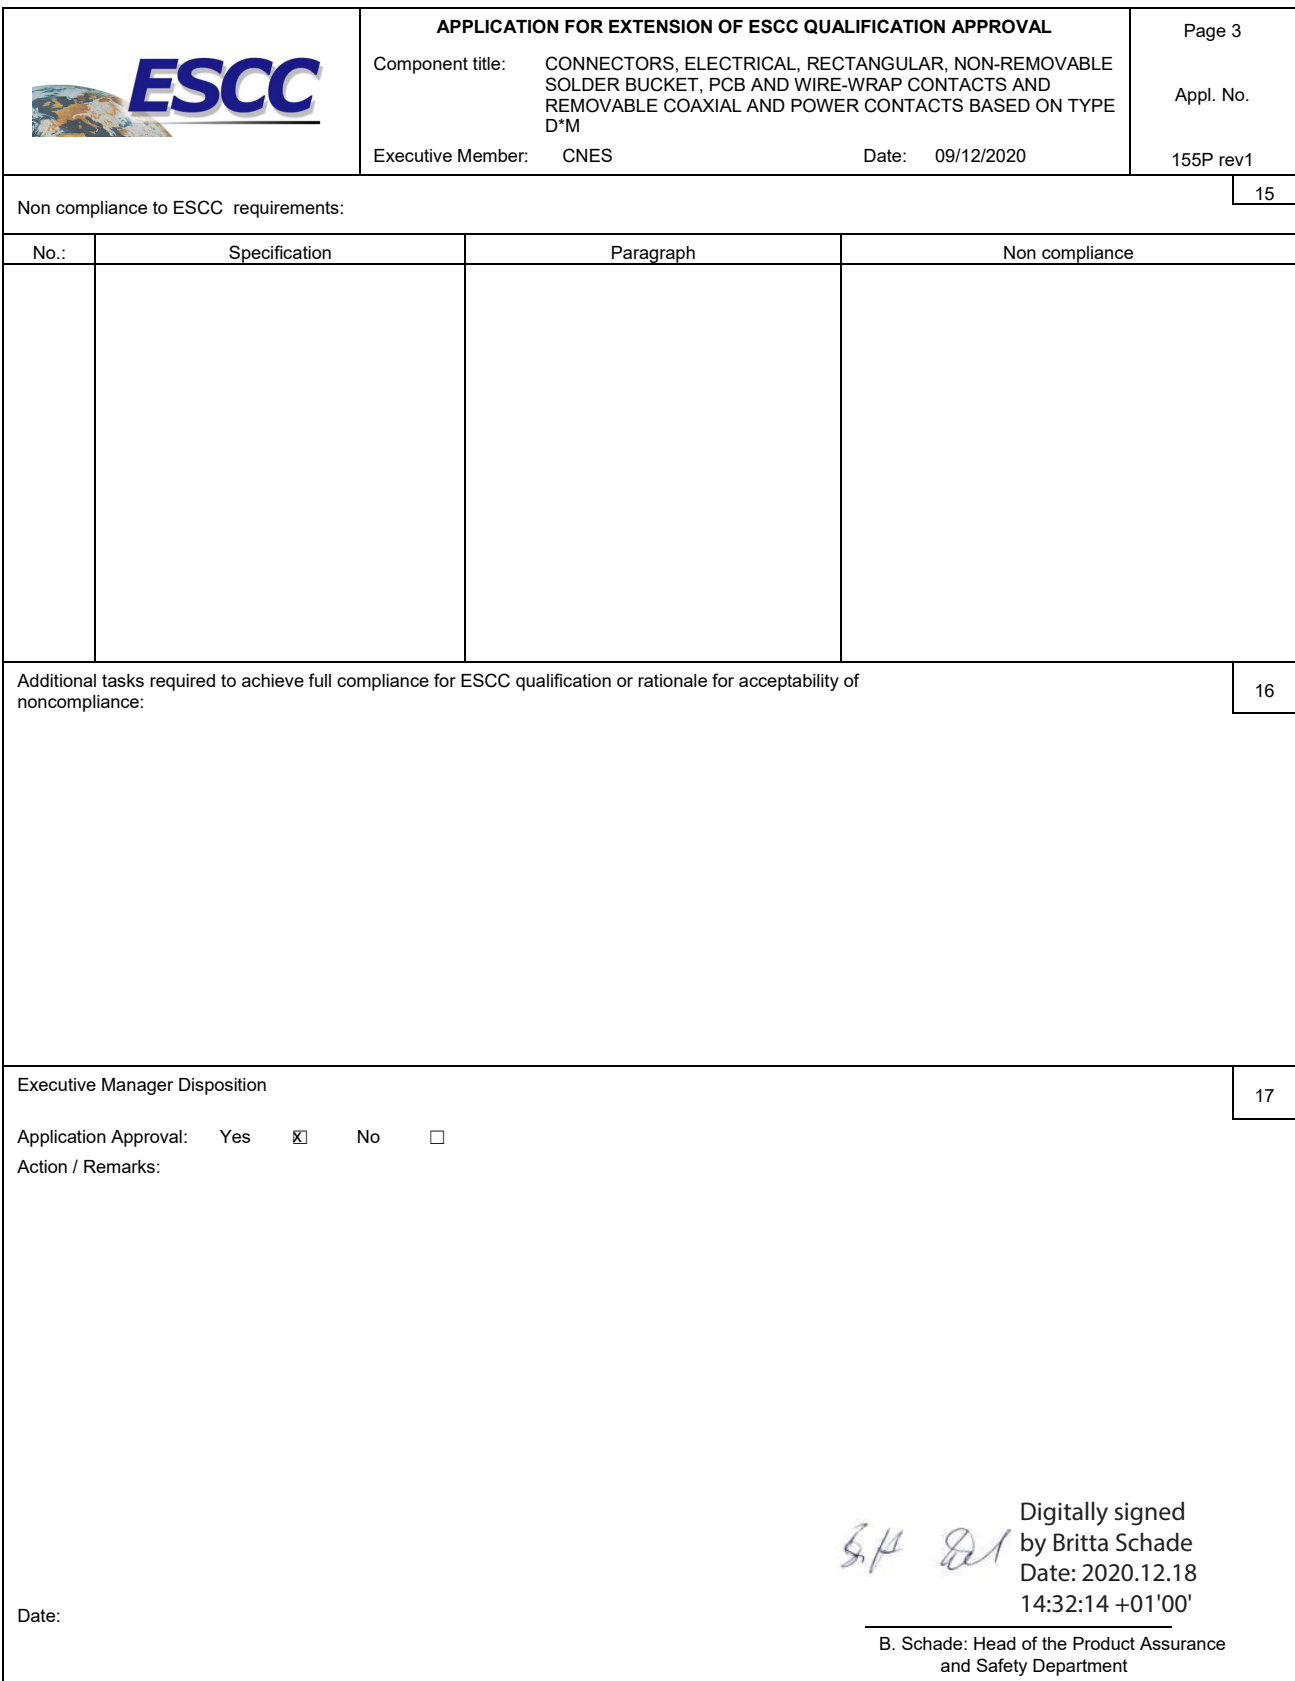 ESCC
APPLICATION FOR EXTENSION OF ESCC QUALIFICATION APPROVAL
Component title: CONNECTORS, ELECTRICAL, RECTANGULAR, NON-REMOVABLE
SOLDER BUCKET, PCB AND WIRE-WRAP CONTACTS AND
REMOVABLE COAXIAL AND POWER CONTACTS BASED ON TYPE
D*M
Executive Member: CNES Date: 09/12/2020
Page 3
Appl. No.
155P rev1
Non compliance to ESCC requirements:
15
No.: Specification Paragraph Non compliance
Additional tasks required to achieve full compliance for ESCC qualification or rationale for acceptability of
noncompliance:
16
Executive Manager Disposition
17
Application Approval: Yes ☒ No ☐
Action / Remarks:
Digitally signed
by Britta Schade
Date: 2020.12.18
14:32:14 +01'00'
Date:
B. Schade: Head of the Product Assurance
and Safety Department